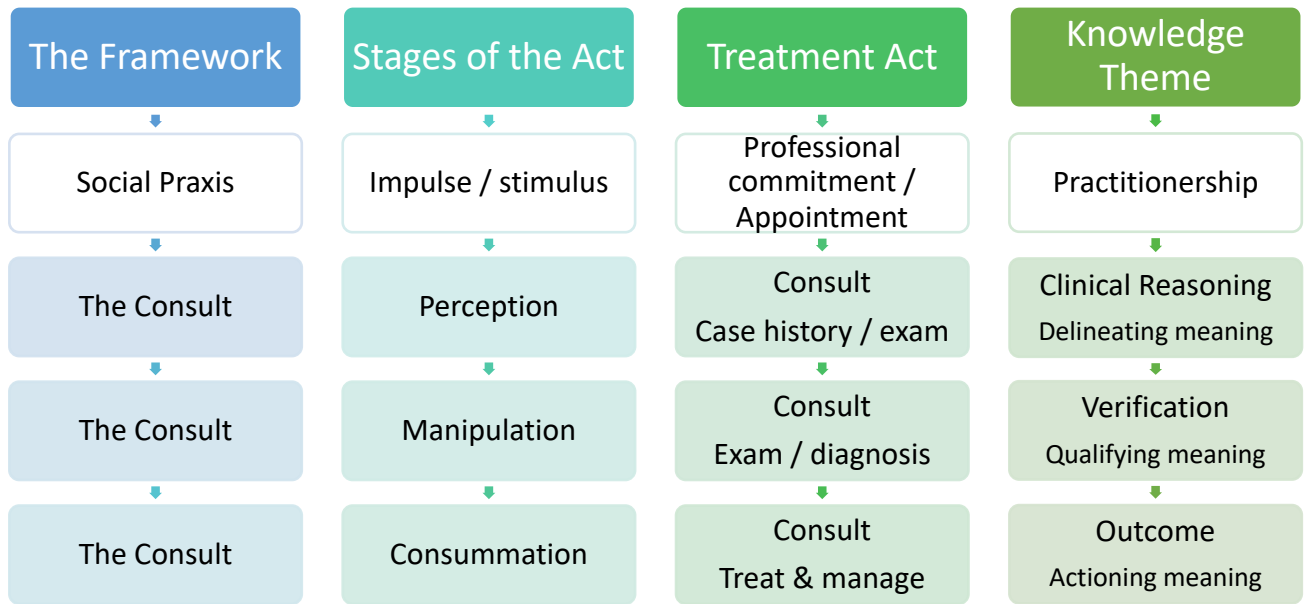 The Framework
Stages of the Act
Treatment Act
Knowledge
Theme
Social Praxis
Impulse / stimulus
Professional
commitment /
Appointment
Practitionership
The Consult
Perception
Consult
Case history / exam
Clinical Reasoning
Delineating meaning
The Consult
Manipulation
Consult
Exam / diagnosis
Verification
Qualifying meaning
The Consult
Consummation
Consult
Treat & manage
Outcome
Actioning meaning